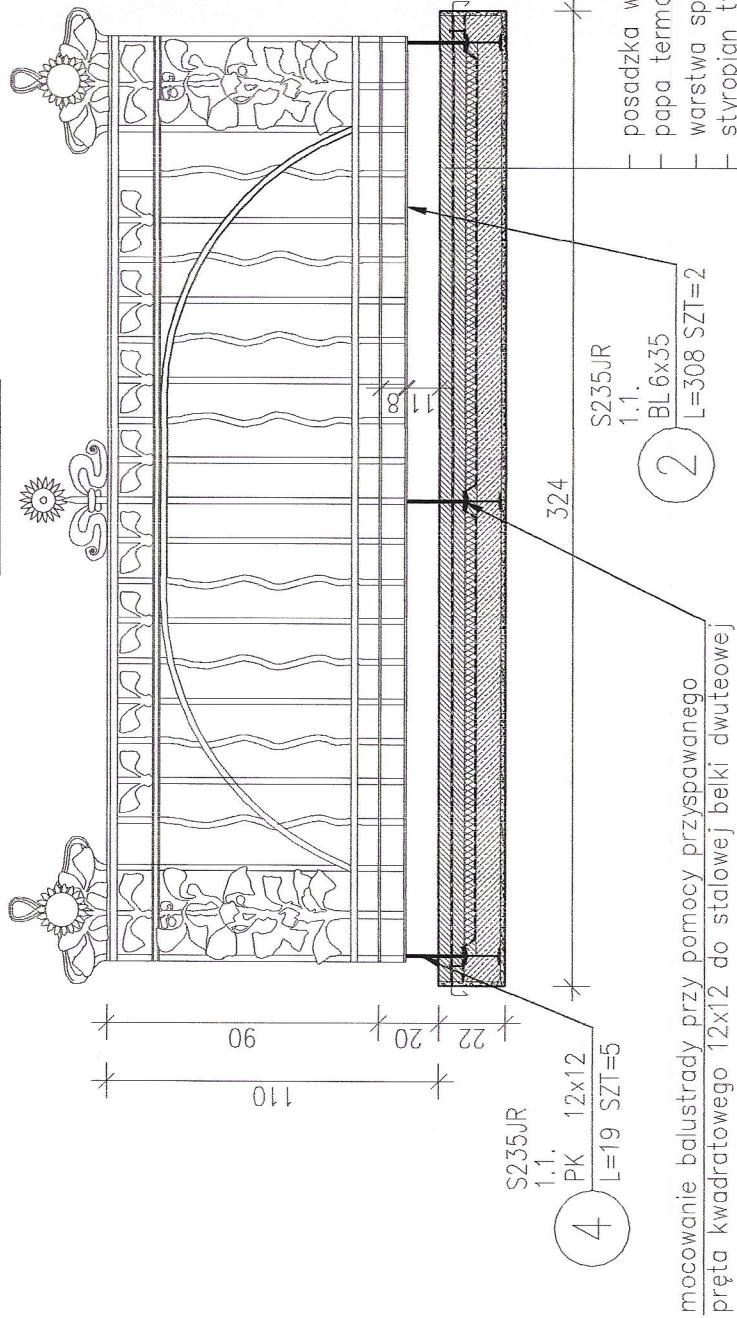 110
90
20
22
8
11
324
S235JR
1.1.
PK 12x12
4
L=19 SZT=5
S235JR
1.1.
BL 6x35
2
L=308 SZT=2
mocowanie balustrady przy pomocy przyspawanego
pręta kwadratowego 12x12 do stalowej belki dwuteowej
posadzka w
papa termo
warstwa sp
styropian t